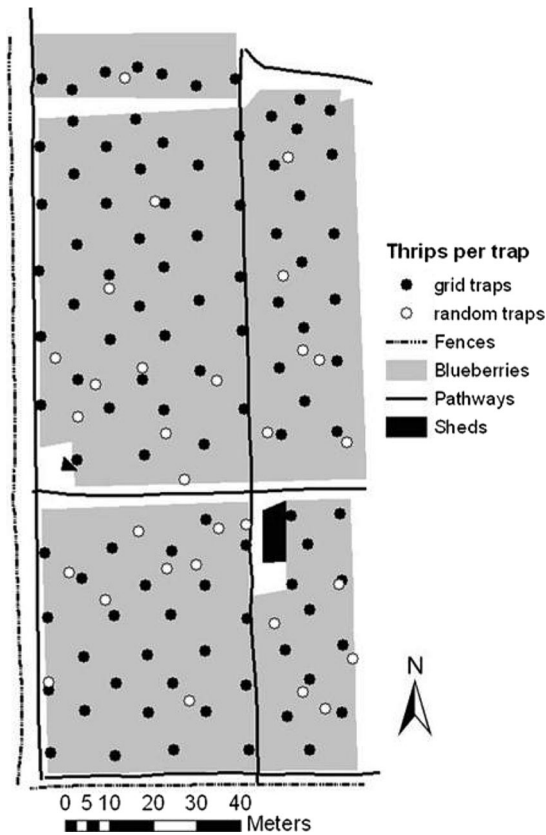 Thrips per trap
grid traps
random traps
Fences
Blueberries
Pathways
Sheds
N
0 5 10 20 30 40
Meters